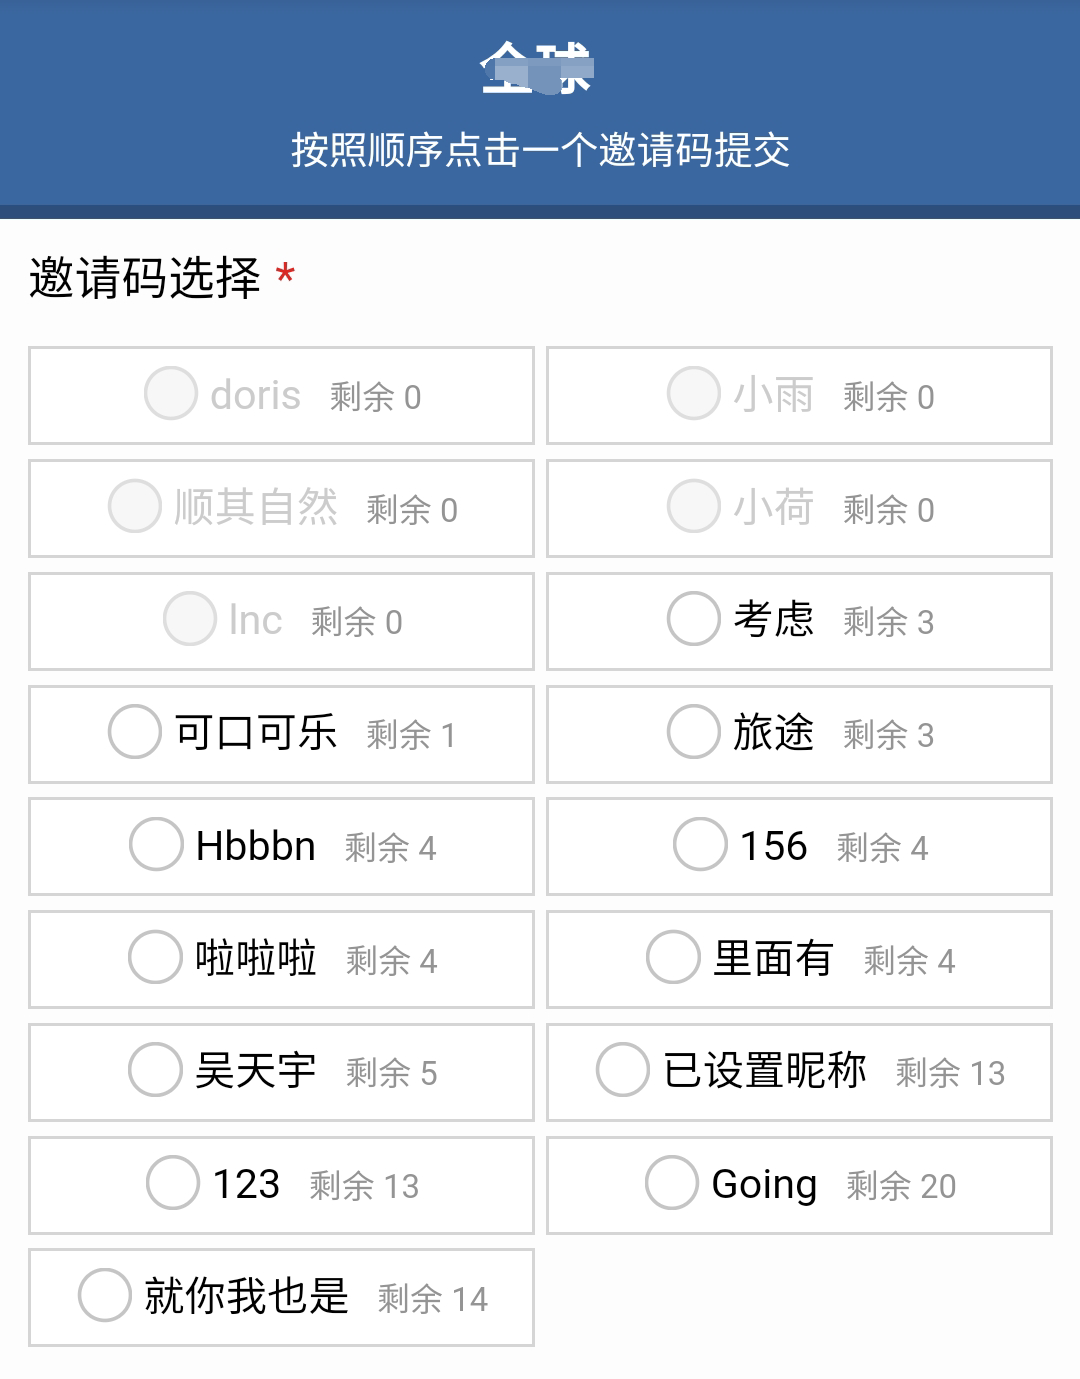 全球
按照顺序点击一个邀请码提交
邀请码选择 *
doris 剩余 0
小雨 剩余 0
顺其自然 剩余 0
小荷 剩余 0
Inc 剩余 0
考虑 剩余 3
可口可乐 剩余 1
旅途 剩余 3
Hbbbn 剩余 4
156 剩余 4
啦啦啦 剩余 4
里面有 剩余 4
吴天宇 剩余 5
已设置昵称 剩余 13
123 剩余 13
Going 剩余 20
就你我也是 剩余 14